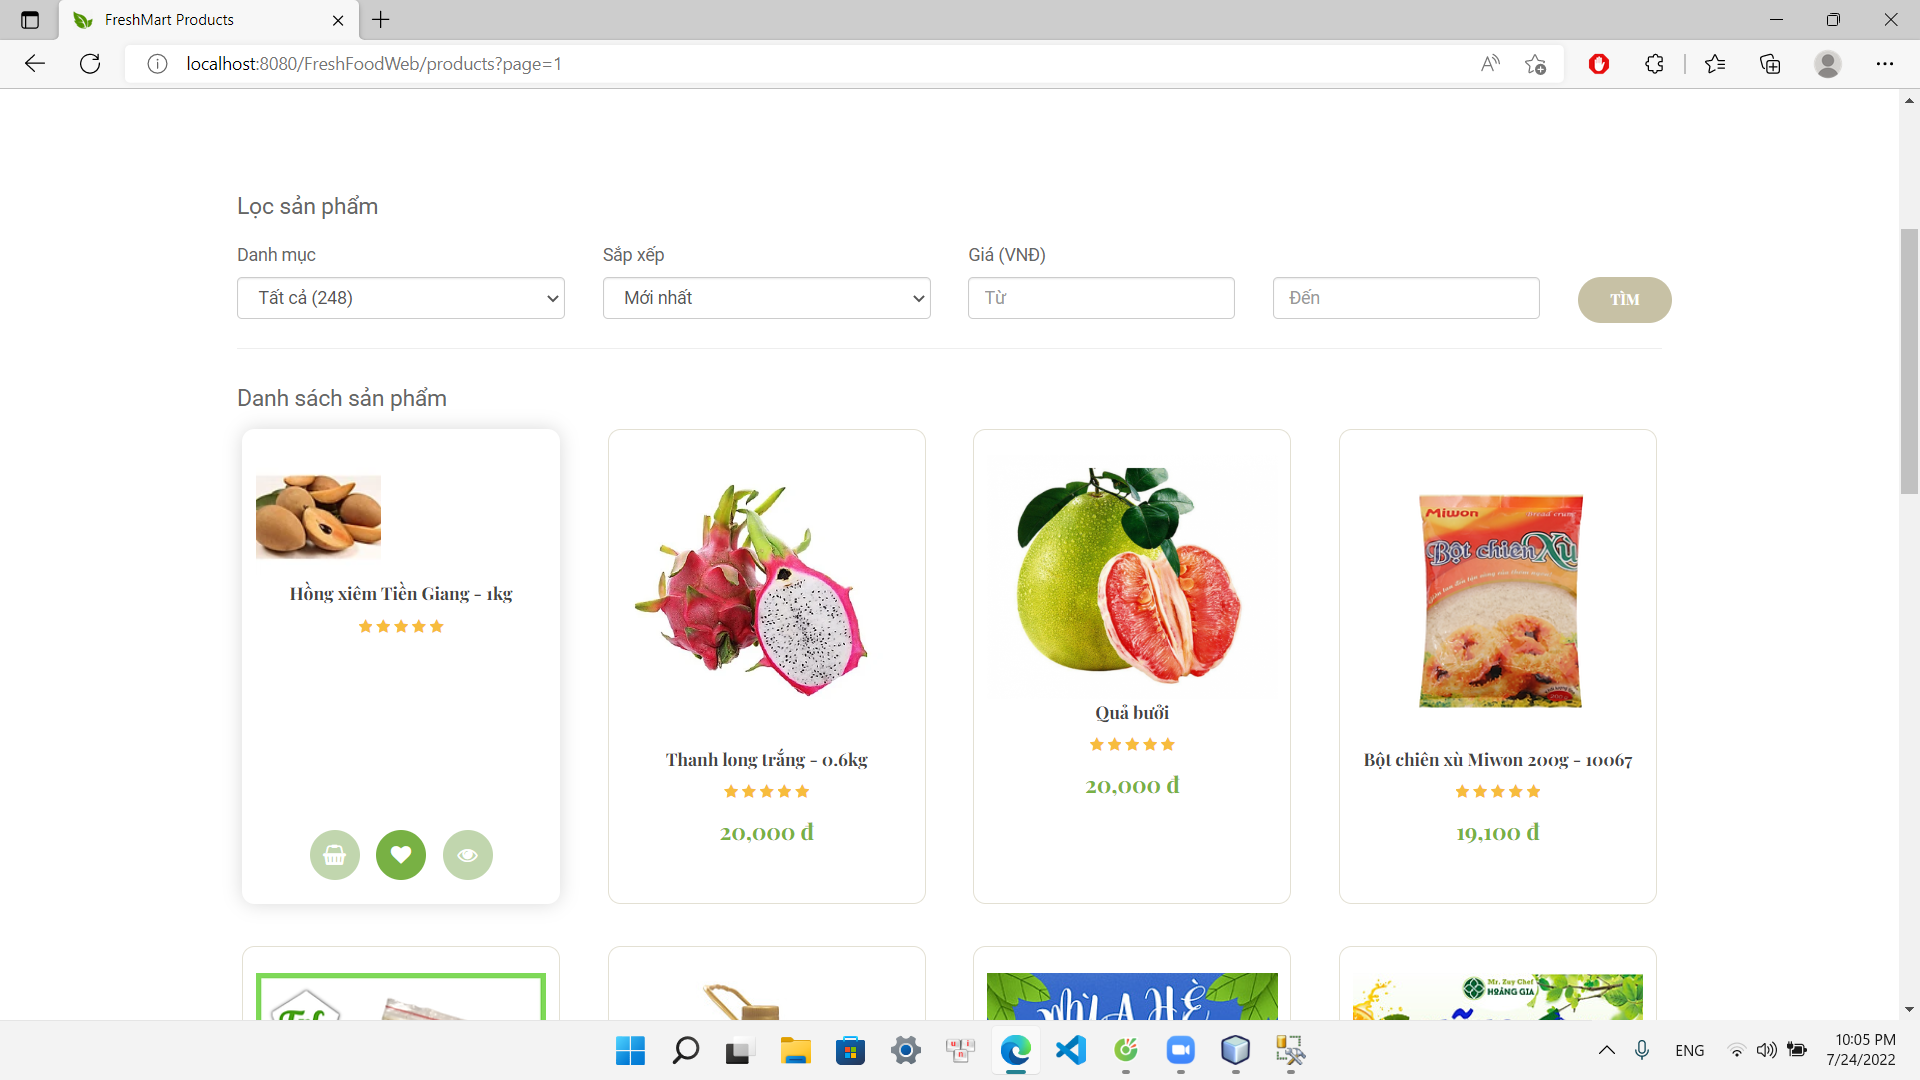 FreshMart Products
localhost:8080/FreshFoodWeb/products?page=1
Lọc sản phẩm
Danh mục
Sắp xếp
Giá (VNĐ)
Tất cả (248)
Mới nhất
Từ
Đến
TÌM
Danh sách sản phẩm
Miwon
Bread crumb
Bột chiên Xù
Hồng xiêm Tiền Giang - 1kg
Quả bưởi
20,000 đ
Thanh long trắng - 0.6kg
20,000 đ
Bột chiên xù Miwon 200g - 10067
19,100 đ
Mr. Zuy Chef
HOÀNG GIA
ENG
10:05 PM
7/24/2022